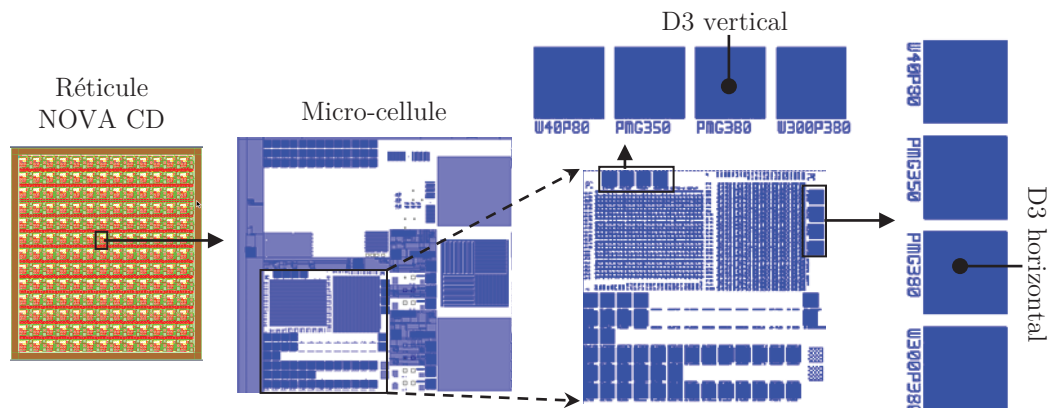 D3 vertical
Réticule
NOVA CD
Micro-cellule
W40P80
PMG350
PMG380
W300P380
W40P80
PMG350
PMG380
W300P380
D3 horizontal